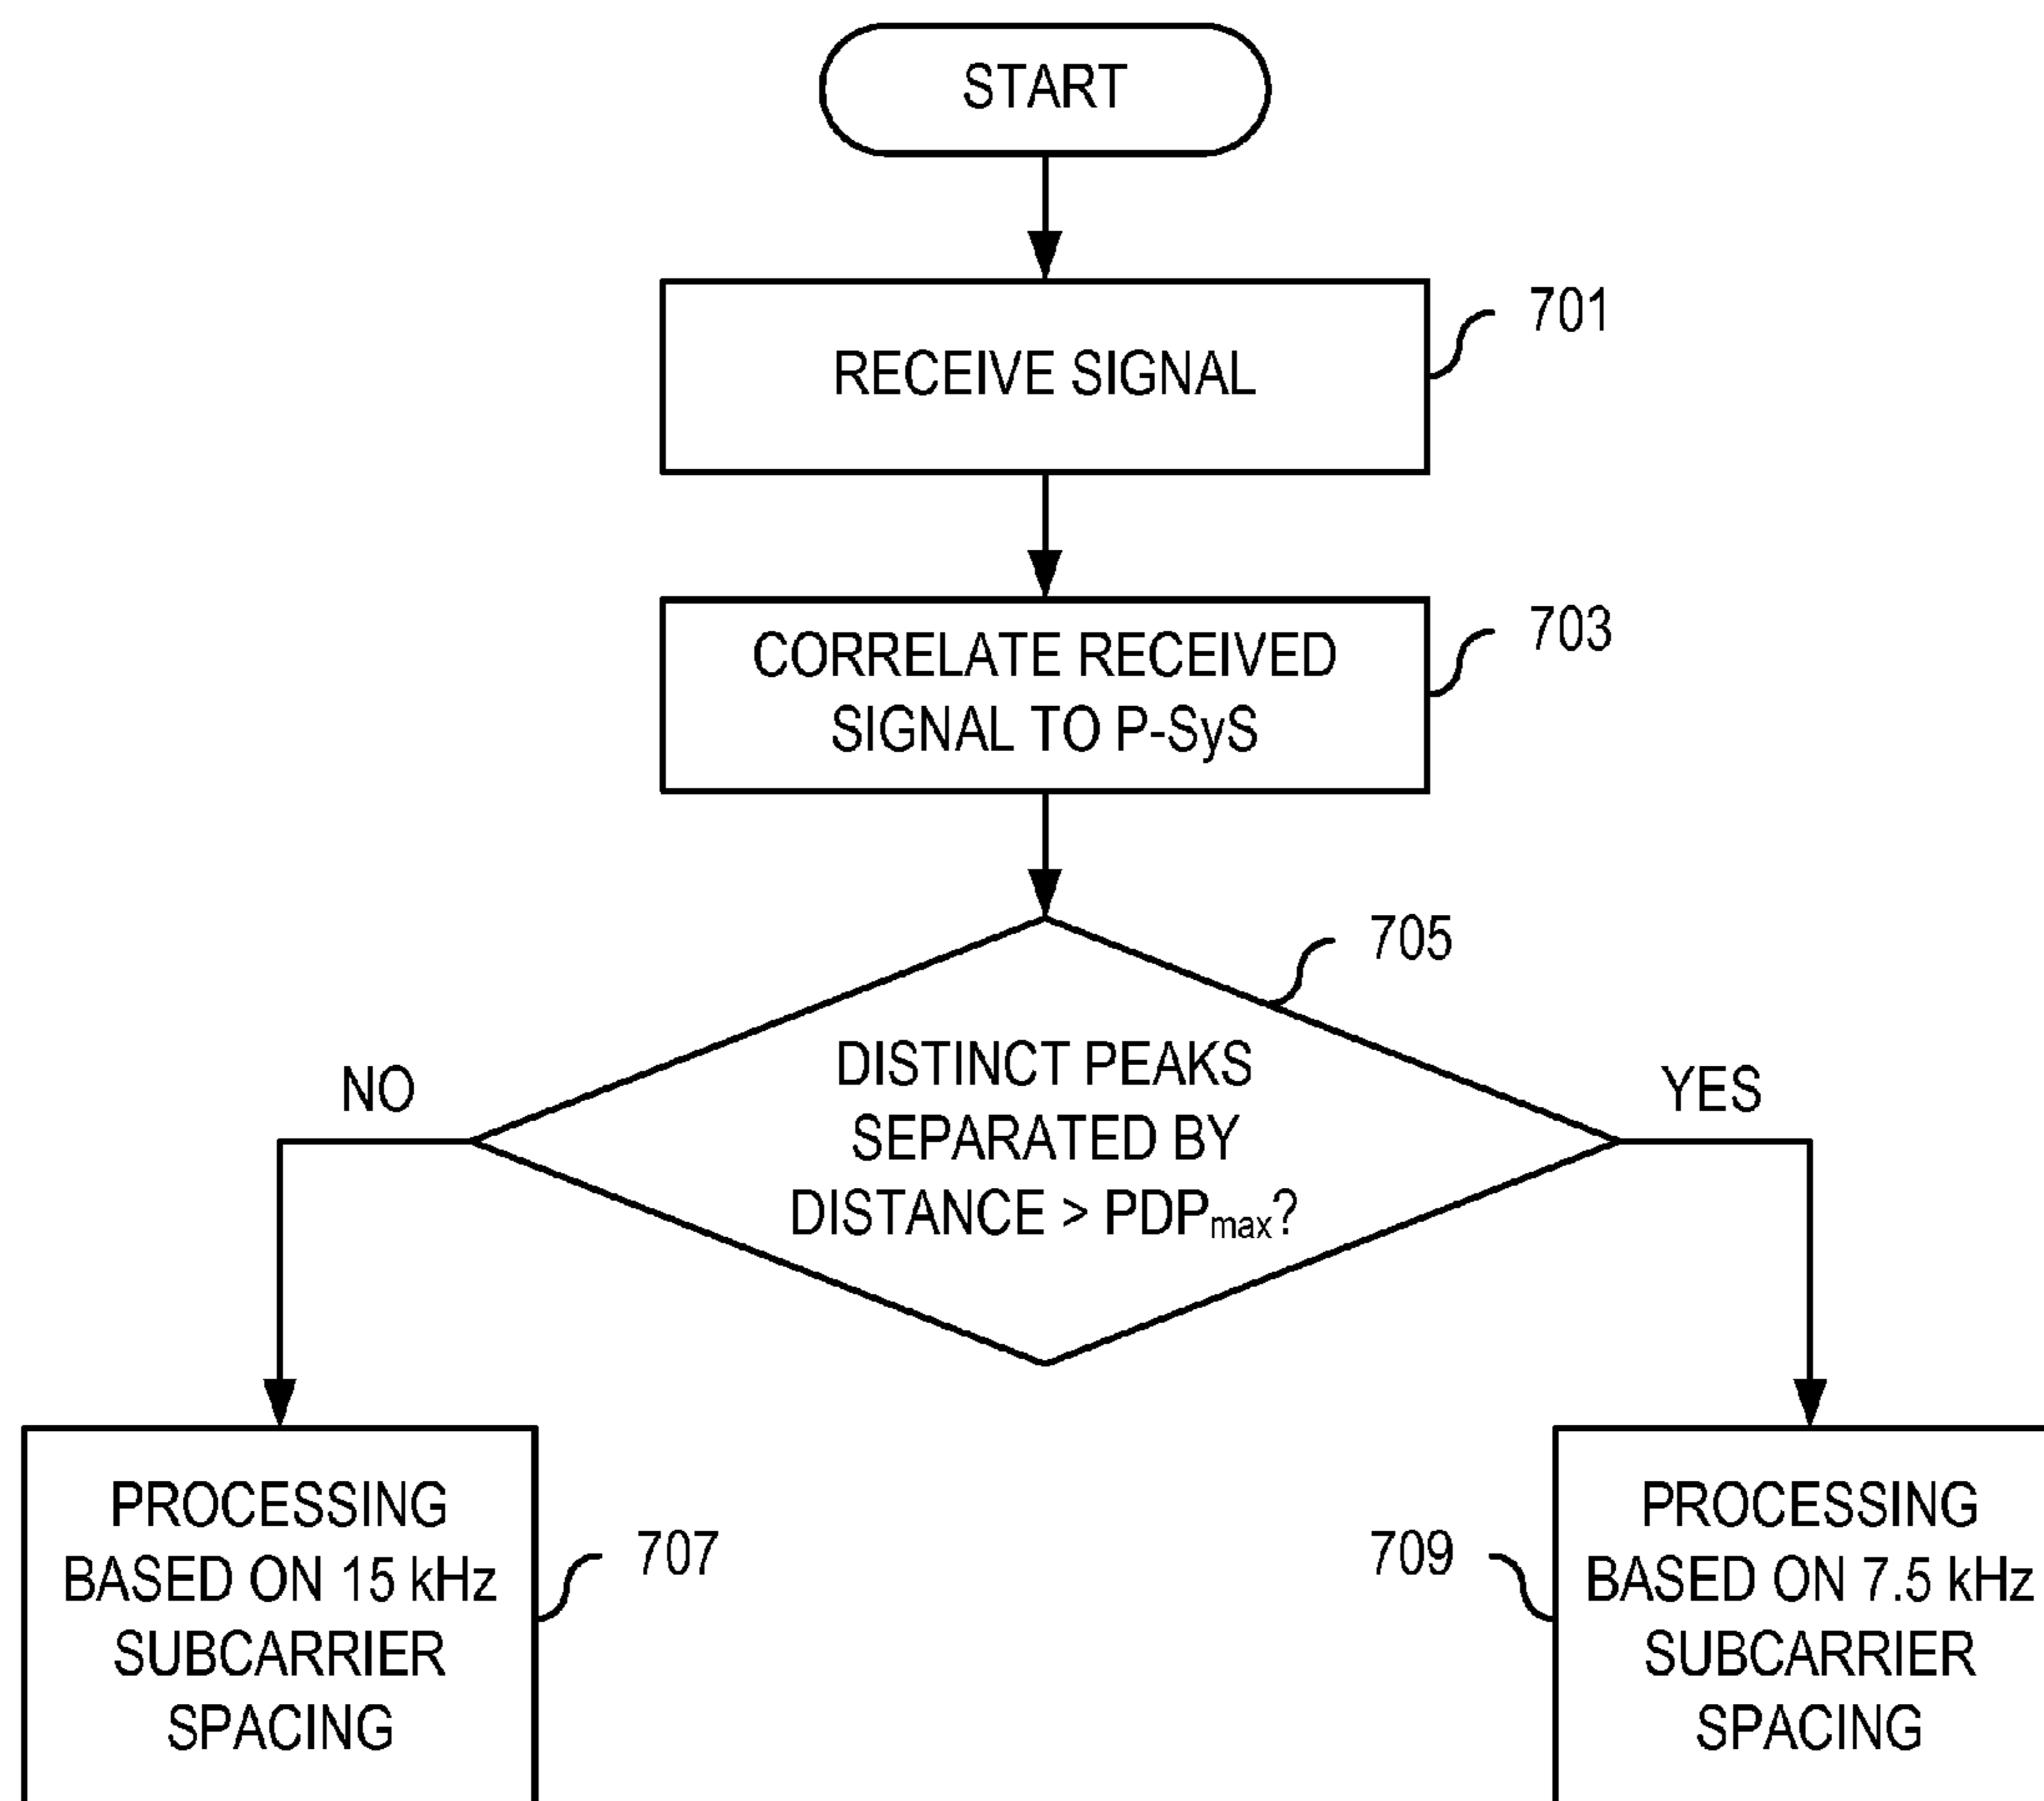 START
RECEIVE SIGNAL
701
CORRELATE RECEIVED
SIGNAL TO P-SyS
703
705
DISTINCT PEAKS
SEPARATED BY
DISTANCE > PDPmax?
NO
YES
PROCESSING
BASED ON 15 kHz
SUBCARRIER
SPACING
707
709
PROCESSING
BASED ON 7.5 kHz
SUBCARRIER
SPACING